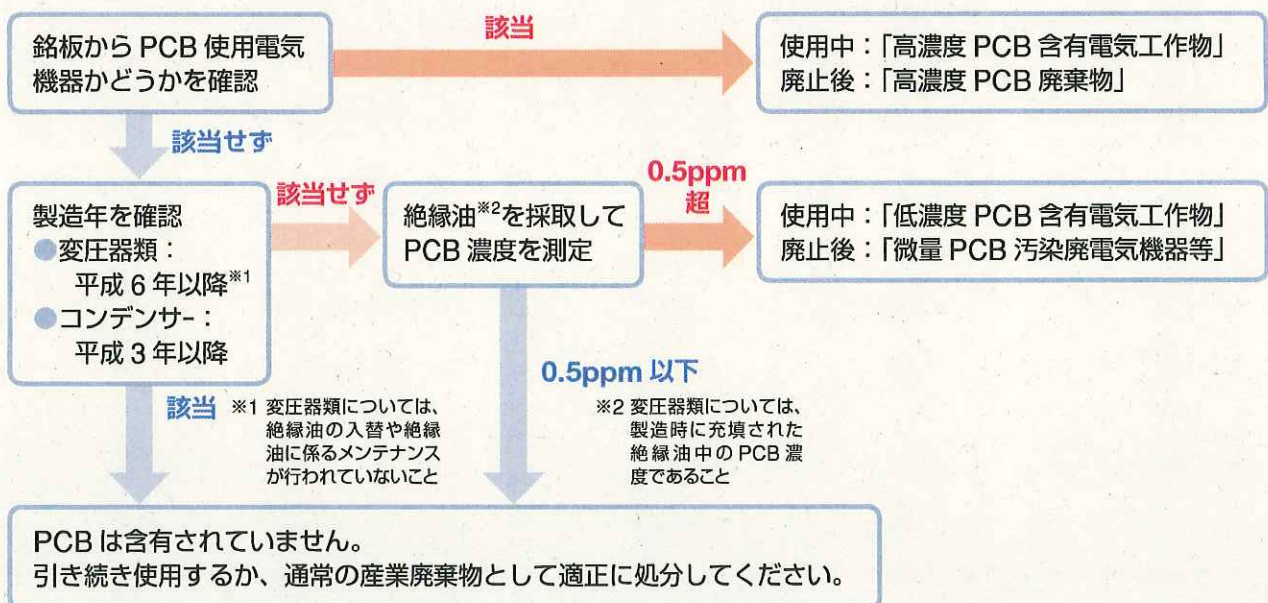 銘板から PCB 使用電気
機器かどうかを確認
該当
使用中：「高濃度 PCB 含有電気工作物」
廃止後：「高濃度 PCB 廃棄物」
該当せず
製造年を確認
●変圧器類：
平成 6 年以降※1
●コンデンサー：
平成 3 年以降
該当せず
絶縁油※2を採取して
PCB 濃度を測定
0.5ppm
超
使用中：「低濃度 PCB 含有電気工作物」
廃止後：「微量 PCB 汚染廃電気機器等」
該当
※1 変圧器類については、
絶縁油の入替や絶縁
油に係るメンテナンス
が行われていないこと
0.5ppm 以下
※2 変圧器類については、
製造時に充填された
絶縁油中の PCB 濃
度であること
PCB は含有されていません。
引き続き使用するか、通常の産業廃棄物として適正に処分してください。